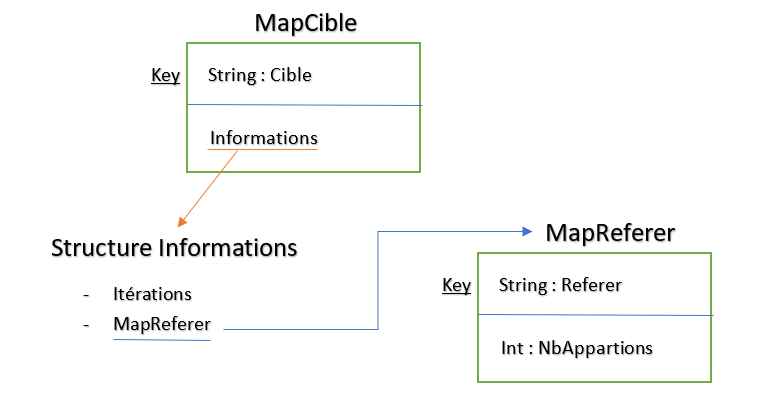 MapCible
Key
String : Cible
Informations
Structure Informations
- Itérations
- MapReferer
MapReferer
Key
String : Referer
Int : NbAppartions